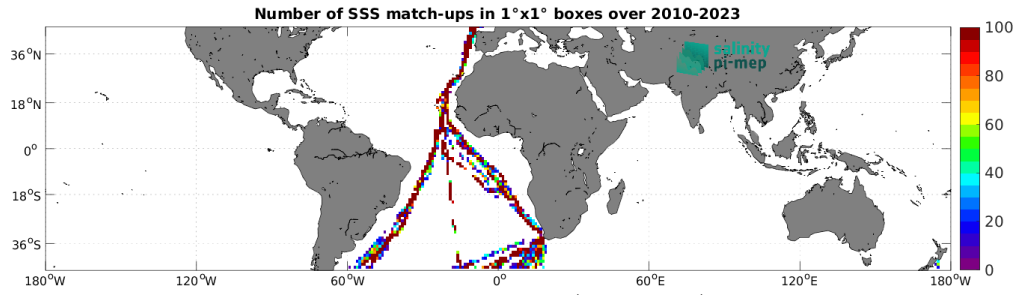 Number of SSS match-ups in 1°x1° boxes over 2010-2023
salinity
pi-mep
36°N
18°N
0°
18°S
36°S
180°W 120°W 60°W 0° 60°E 120°E 180°W
100
80
60
40
20
0